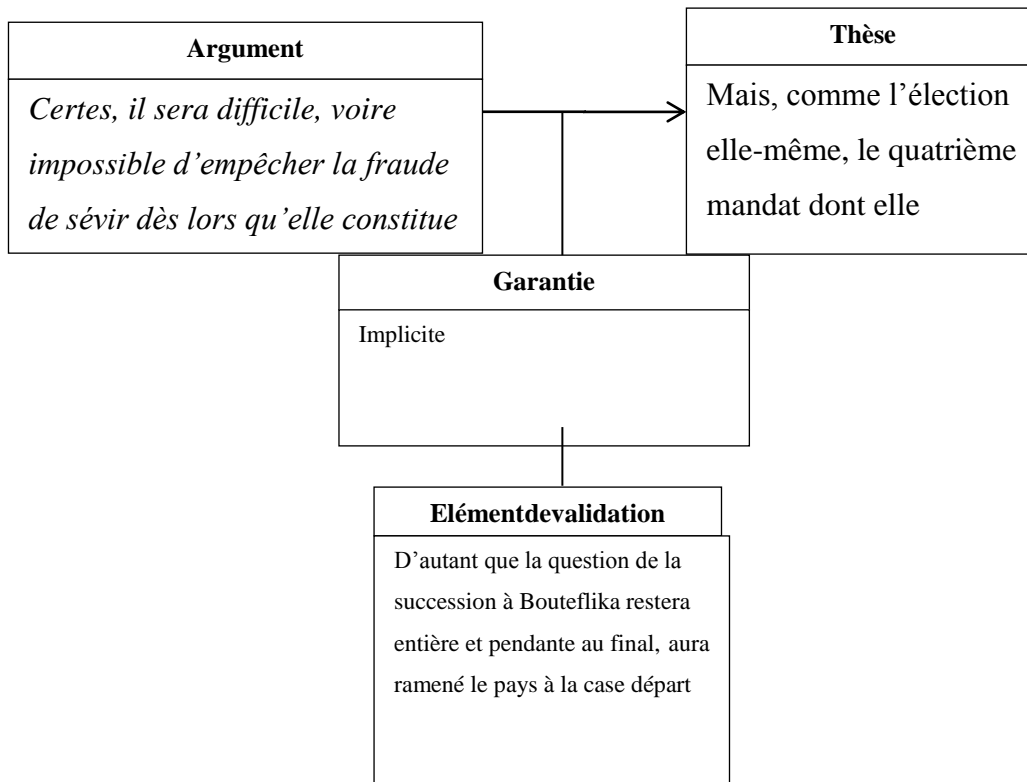 Argument
Certes, il sera difficile, voire
impossible d’empêcher la fraude
de sévir dès lors qu’elle constitue
Thèse
Mais, comme l’élection
elle-même, le quatrième
mandat dont elle
Garantie
Implicite
Elémentdevalidation
D’autant que la question de la
succession à Bouteflika restera
entière et pendante au final, aura
ramené le pays à la case départ